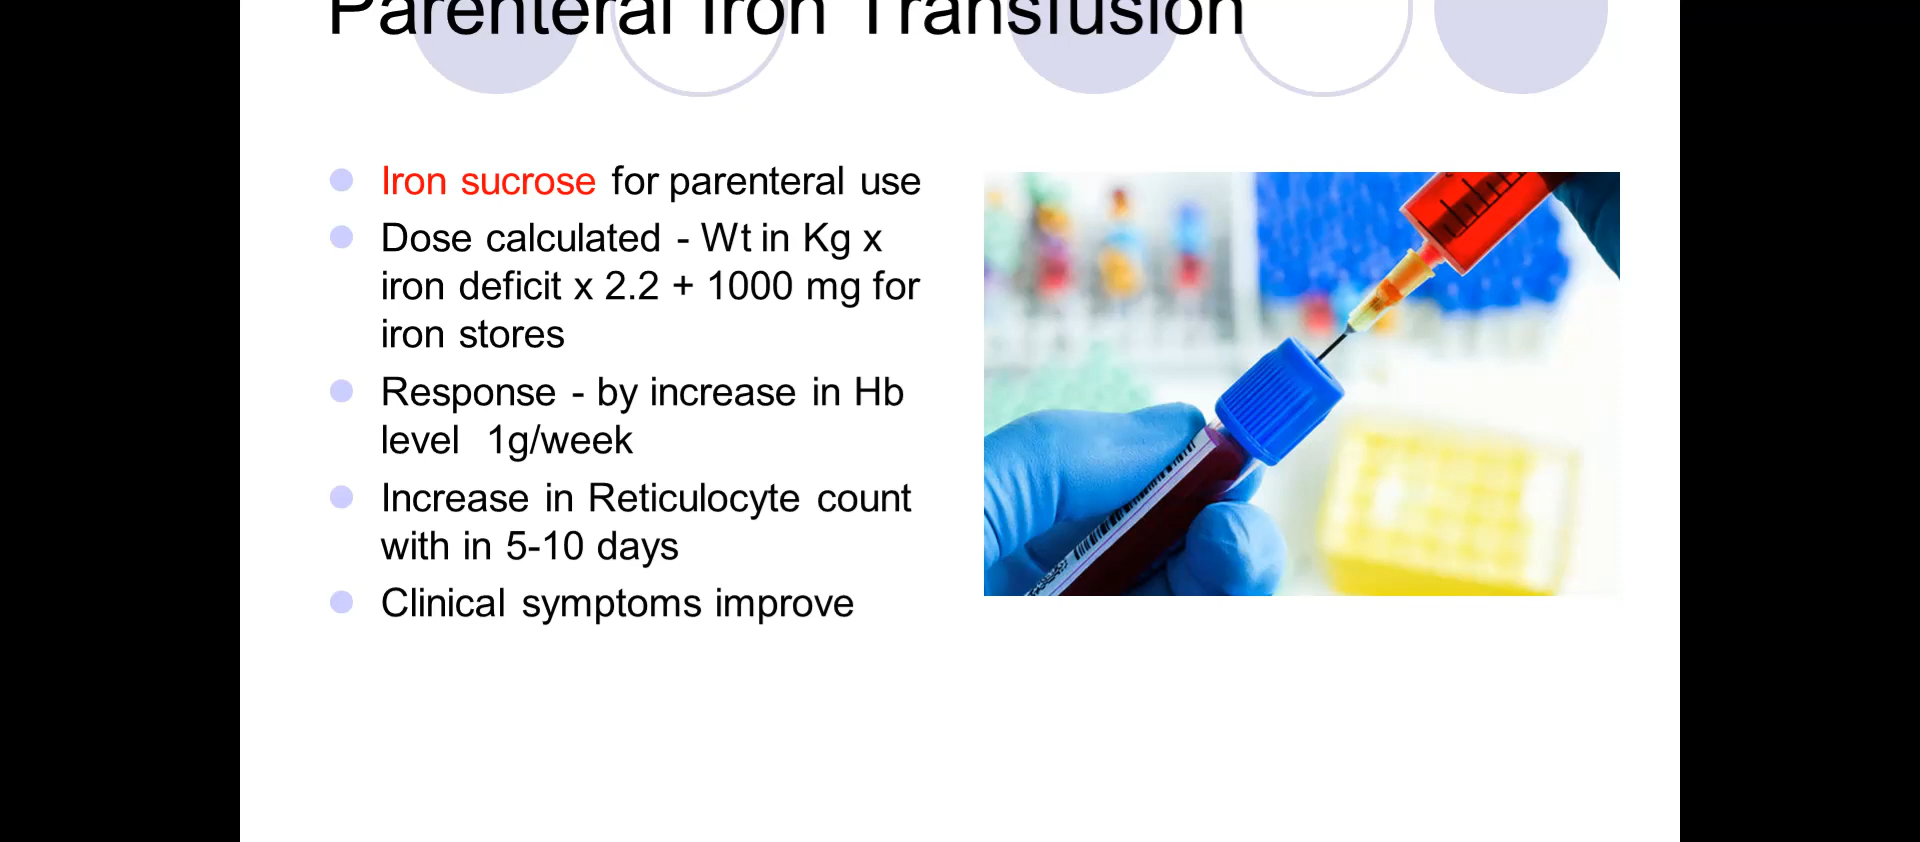 Parenteral Iron Transfusion
Iron sucrose for parenteral use
Dose calculated - Wt in Kg x
iron deficit x 2.2 + 1000 mg for
iron stores
Response - by increase in Hb
level 1g/week
Increase in Reticulocyte count
with in 5-10 days
Clinical symptoms improve